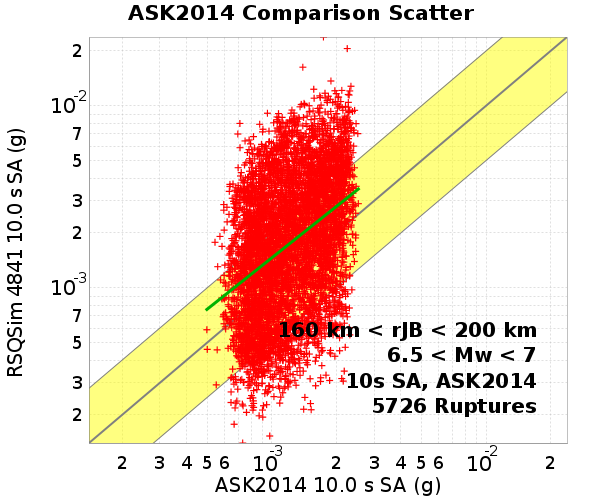 ASK2014 Comparison Scatter
RSQSim 4841 10.0 s SA (g)
2
10-2
7
5
3
2
10-3
7
5
3
2
160 km < rJB < 200 km
6.5 < Mw < 7
10s SA, ASK2014
5726 Ruptures
2 3 4 5 6 10-3 2 3 4 5 6 10-2 2
ASK2014 10.0 s SA (g)